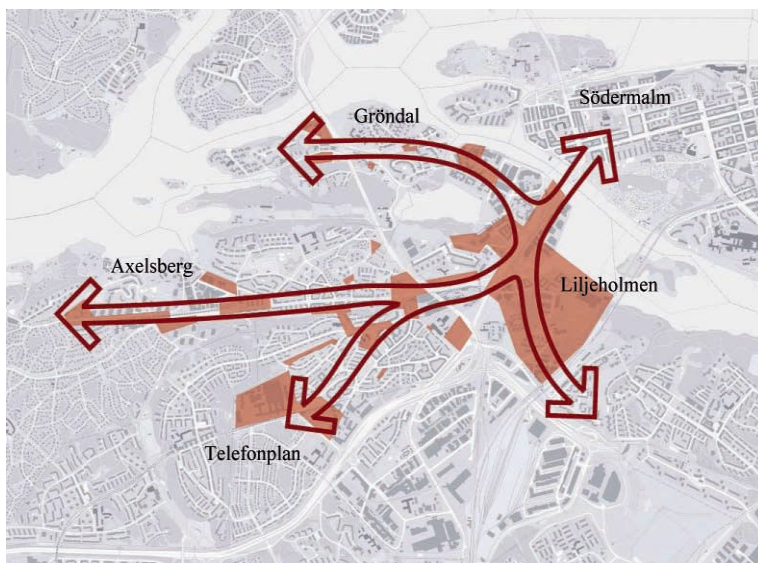 Södermalm
Gröndal
Axelsberg
Liljeholmen
Telefonplan